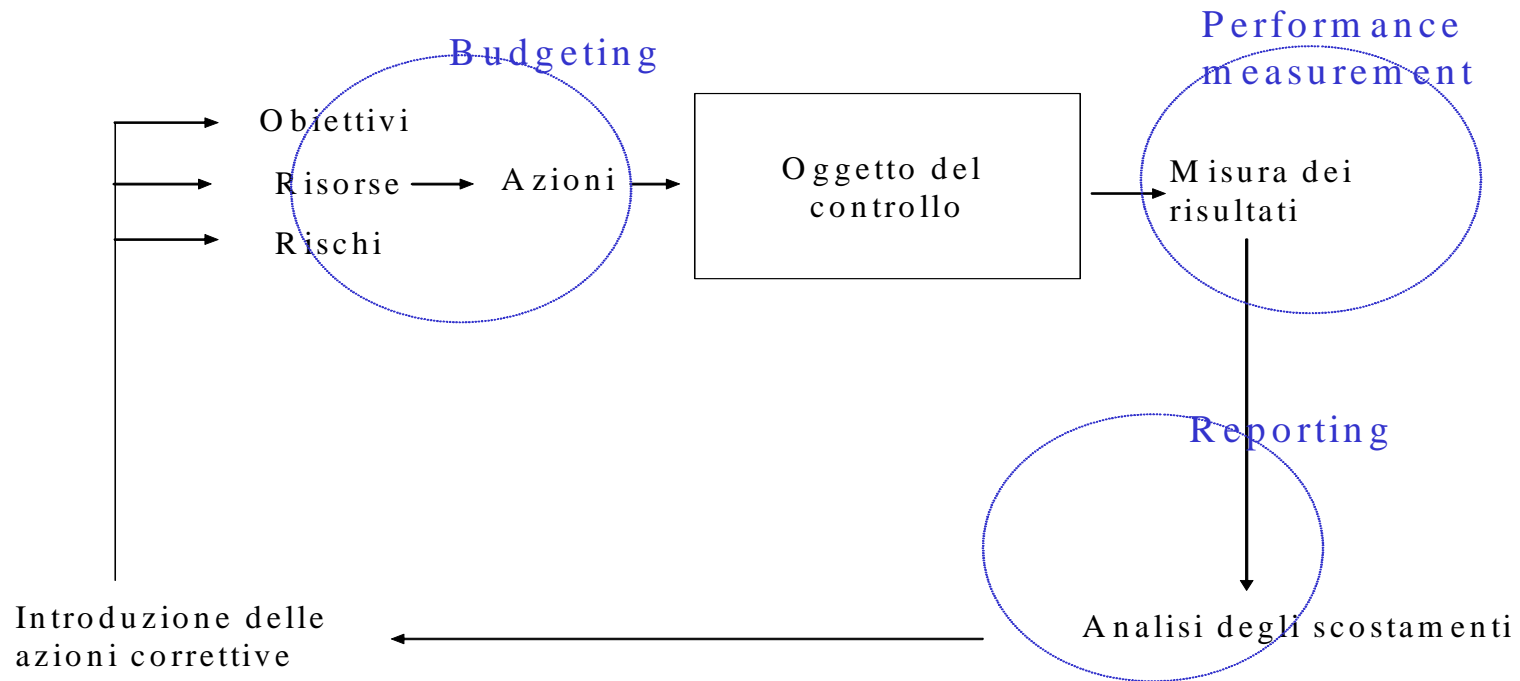 Budgeting
Performance
measurement
Obiettivi
Risorse
Azioni
Rischi
Oggetto del
controllo
Misura dei
risultati
Reporting
Analisi degli scostamenti
Introduzione delle
azioni correttive